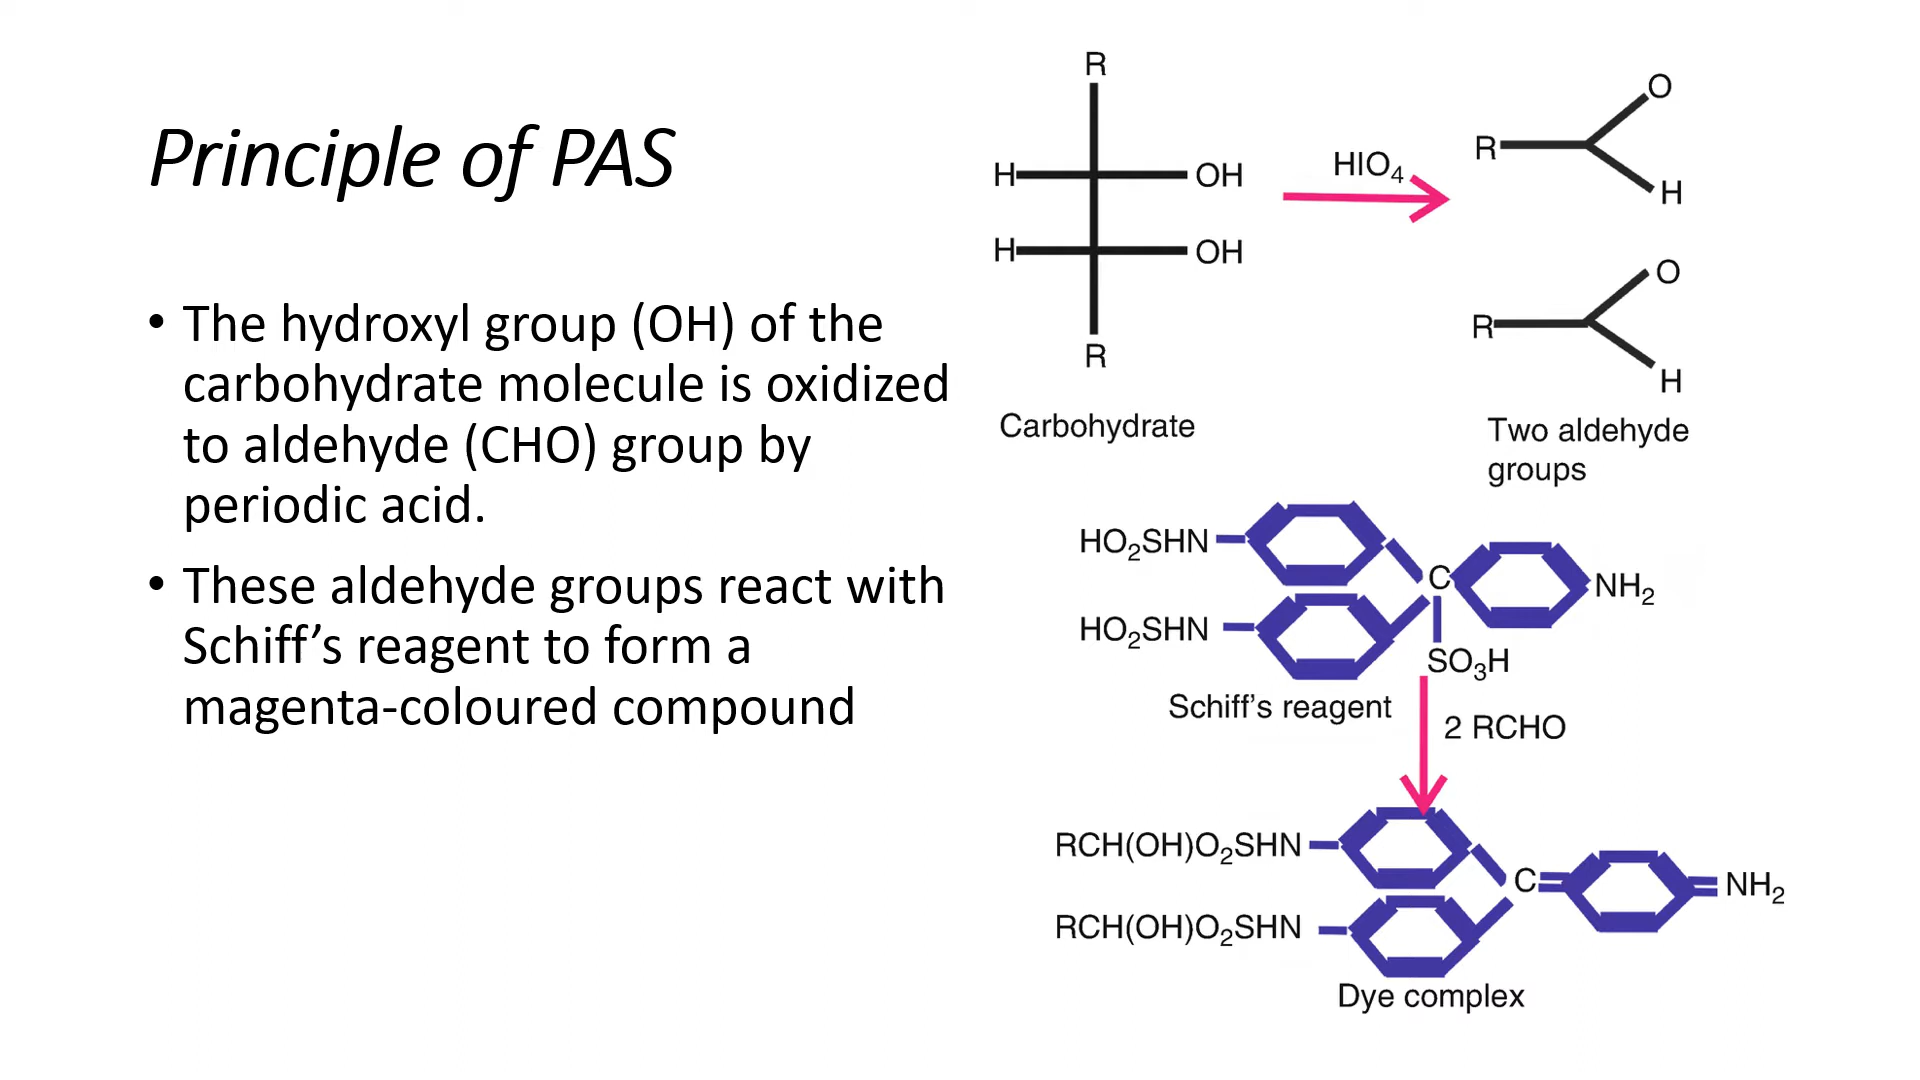 Principle of PAS
• The hydroxyl group (OH) of the
carbohydrate molecule is oxidized
to aldehyde (CHO) group by
periodic acid.
• These aldehyde groups react with
Schiff’s reagent to form a
magenta-coloured compound
R
H OH
H OH
R
Carbohydrate
HIO4
O
R
H
O
R
H
Two aldehyde
groups
HO2SHN
C
NH2
HO2SHN
SO3H
Schiff’s reagent
2 RCHO
RCH(OH)O2SHN
C
NH2
RCH(OH)O2SHN
Dye complex